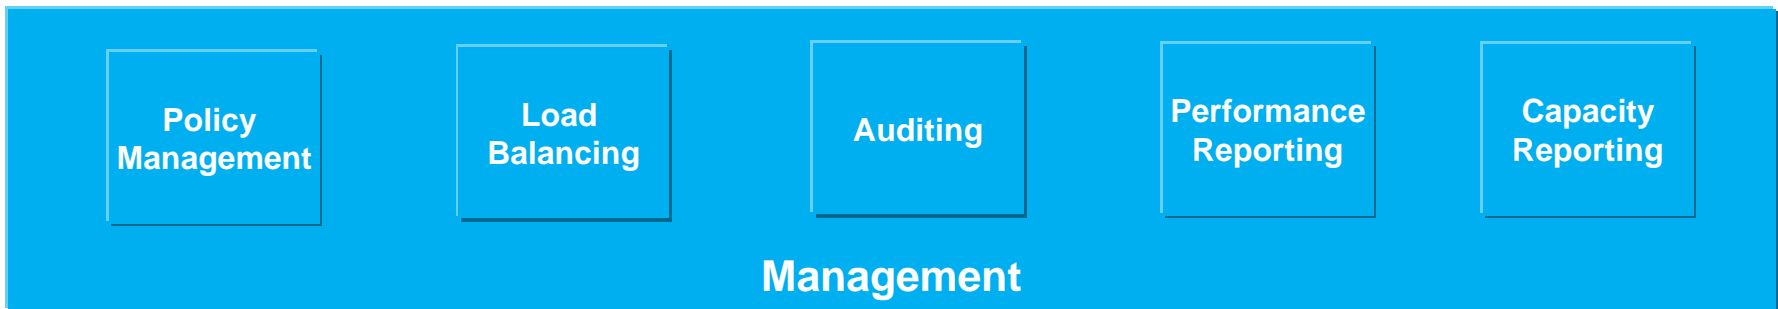 Policy
Management
Load
Balancing
Auditing
Performance
Reporting
Capacity
Reporting
Management